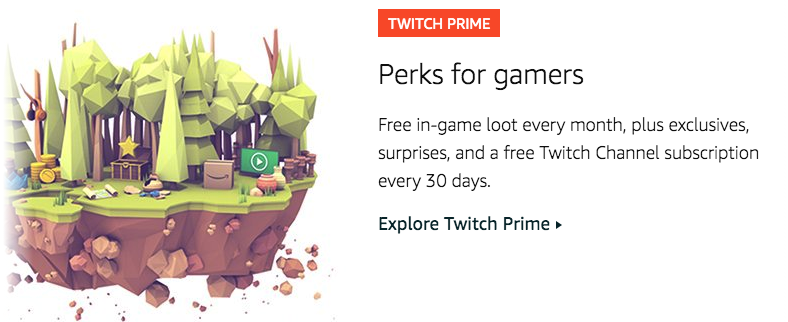 TWITCH PRIME
Perks for gamers
Free in-game loot every month, plus exclusives,
surprises, and a free Twitch Channel subscription
every 30 days.
Explore Twitch Prime ▸